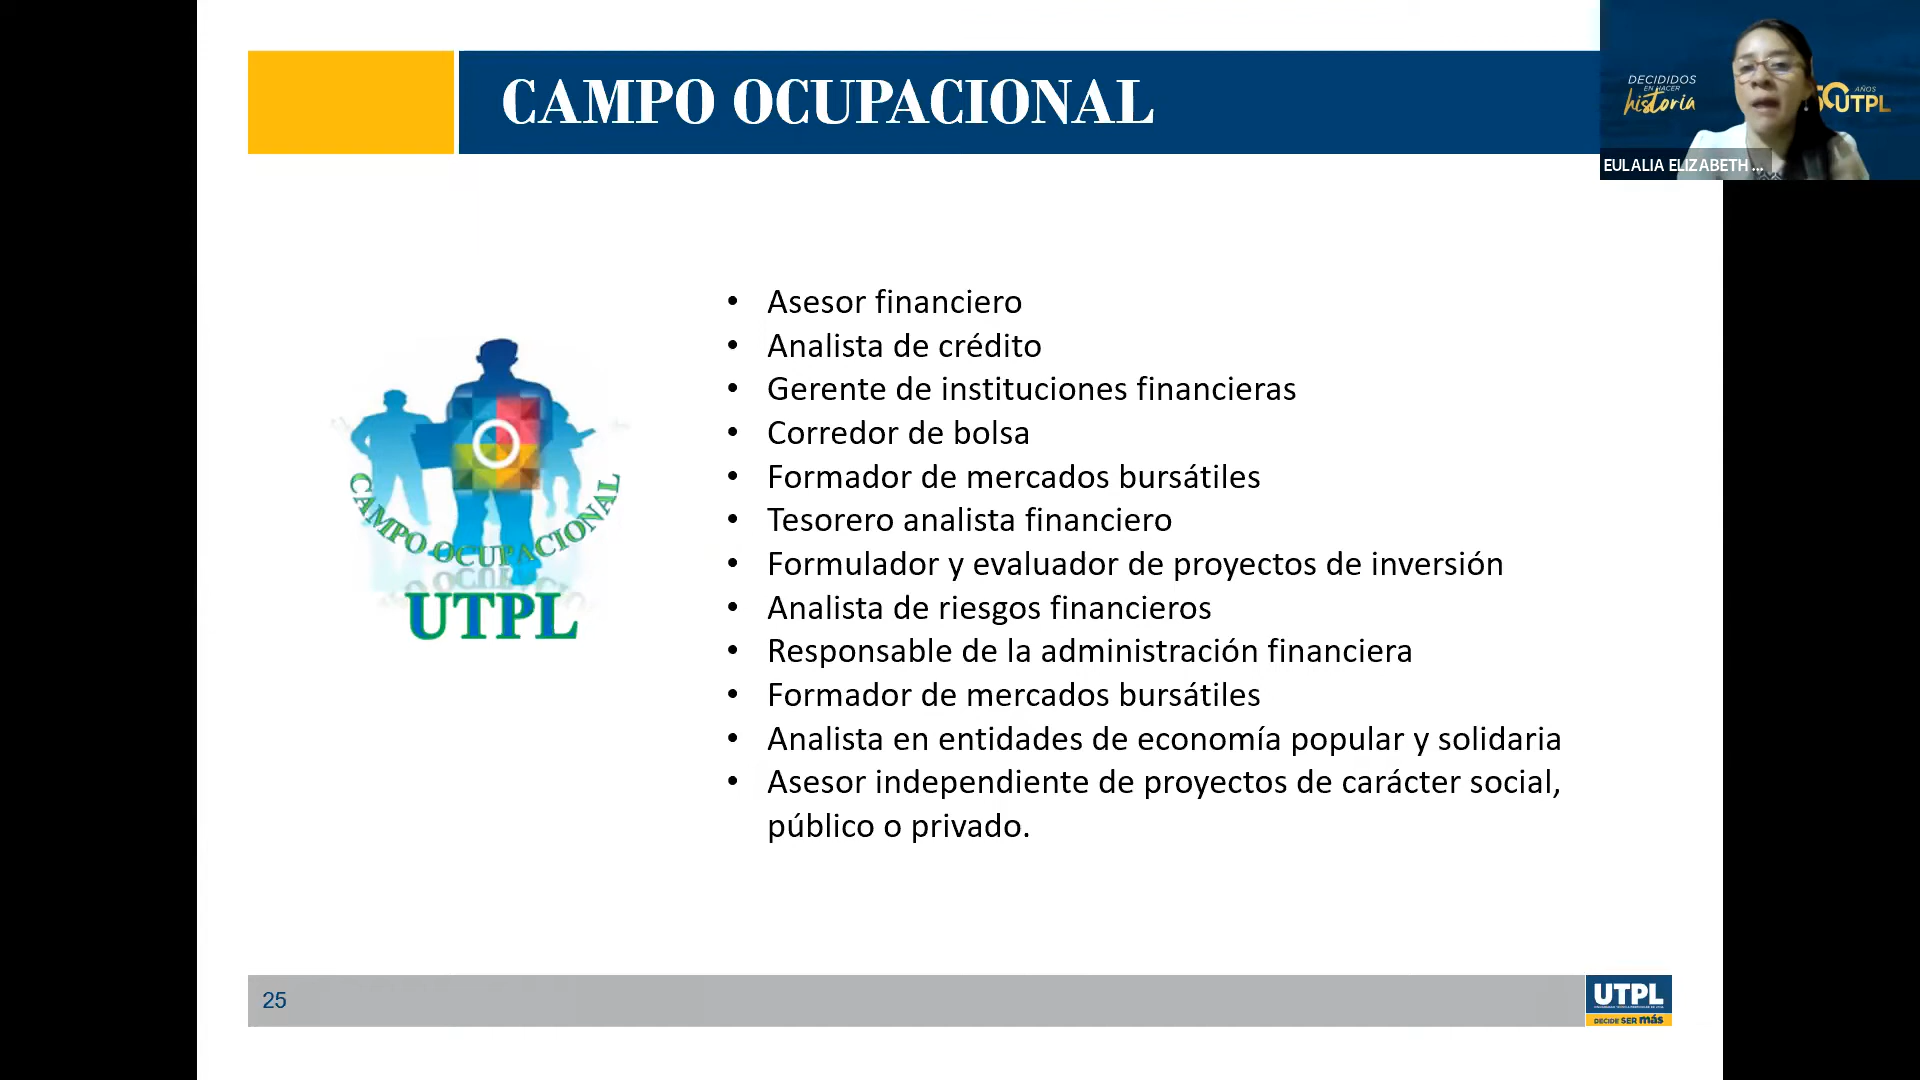 CAMPO OCUPACIONAL
DECIDIDOS
EN HACER
historia
AÑOS
50UTPL
EULALIA ELIZABETH ...
• Asesor financiero
• Analista de crédito
• Gerente de instituciones financieras
• Corredor de bolsa
• Formador de mercados bursátiles
• Tesorero analista financiero
• Formulador y evaluador de proyectos de inversión
• Analista de riesgos financieros
• Responsable de la administración financiera
• Formador de mercados bursátiles
• Analista en entidades de economía popular y solidaria
• Asesor independiente de proyectos de carácter social,
público o privado.
CAMPO OCUPACIONAL
UTPL
25
UTPL
DECIDE SER más